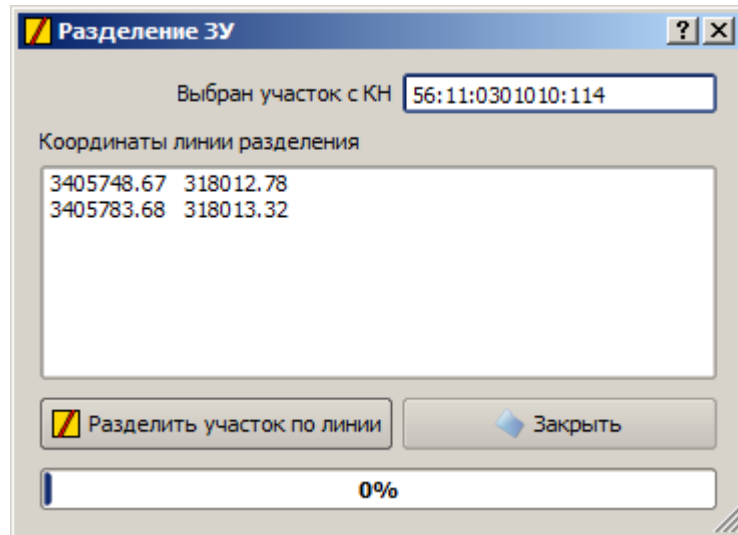 Разделение ЗУ
Выбран участок с КН 56:11:0301010:114
Координаты линии разделения
3405748.67 318012.78
3405783.68 318013.32
Разделить участок по линии
Закрыть
0%